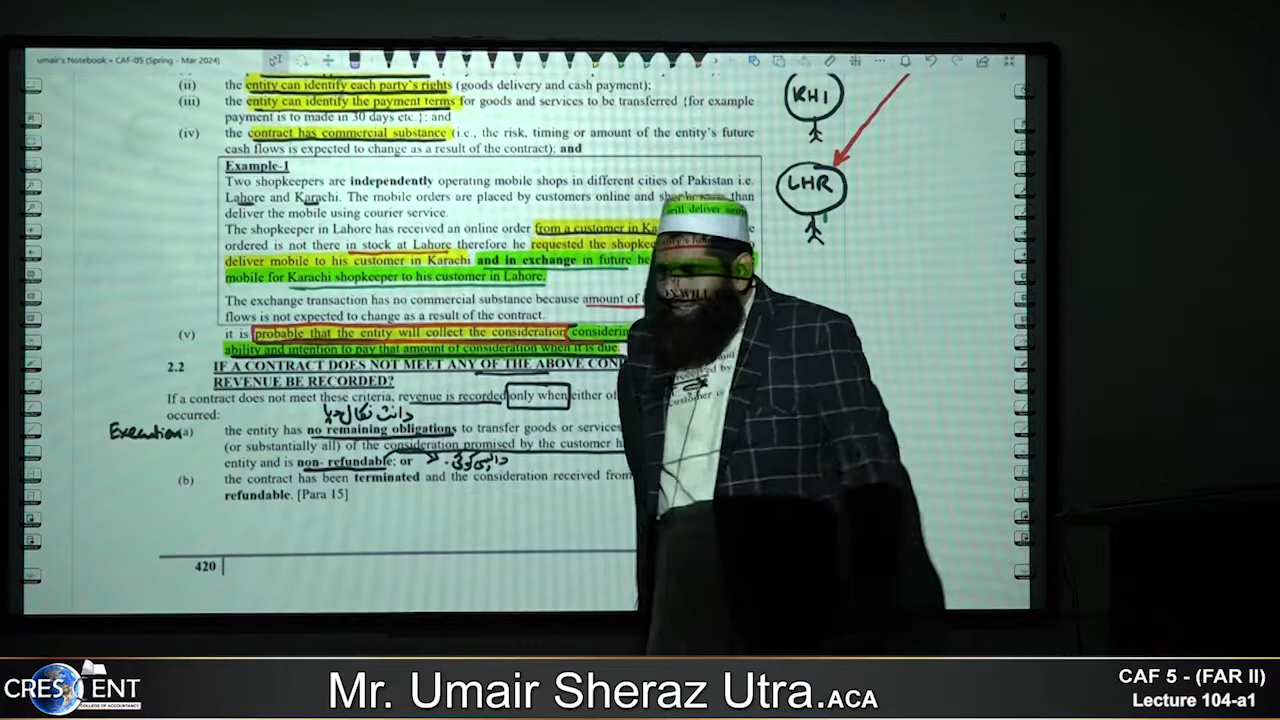 umair's Notebook » CAF-05 (Spring - Mar 2024)
(ii) the entity can identify each party's rights (goods delivery and cash payment);
(iii) the entity can identify the payment terms for goods and services to be transferred {for example
payment is to made in 30 days etc.}; and
(iv) the contract has commercial substance (i.e., the risk, timing or amount of the entity's future
cash flows is expected to change as a result of the contract); and
Example-1
Two shopkeepers are independently operating mobile shops in different cities of Pakistan i.e.
Lahore and Karachi. The mobile orders are placed by customers online and than
deliver the mobile using courier service.
The shopkeeper in Lahore has received an online order from a customer in
ordered is not there in stock at Lahore therefore he requested the
deliver mobile to his customer in Karachi and in exchange in future he will deliver
mobile for Karachi shopkeeper to his customer in Lahore.
The exchange transaction has no commercial substance because amount of
flows is not expected to change as a result of the contract.
(v) it is probable that the entity will collect the consideration
ability and intention to pay that amount of consideration when it is due.
2.2 IF A CONTRACT DOES NOT MEET ANY OF THE ABOVE WILL
REVENUE BE RECORDED?
If a contract does not meet these criteria, revenue is recorded only when either of
occurred:
دانت نکال
Execution (a) the entity has no remaining obligations to transfer goods or services
(or substantially all) of the consideration promised by the customer received by
entity and is non- refundable; or
(b) the contract has been terminated and the consideration received from customer is
refundable. [Para 15]
420
KHI
LHR
CRESCENT
COLLEGE OF ACCOUNTANCY
Mr. Umair Sheraz Utra.ACA
CAF 5 - (FAR II)
Lecture 104-a1